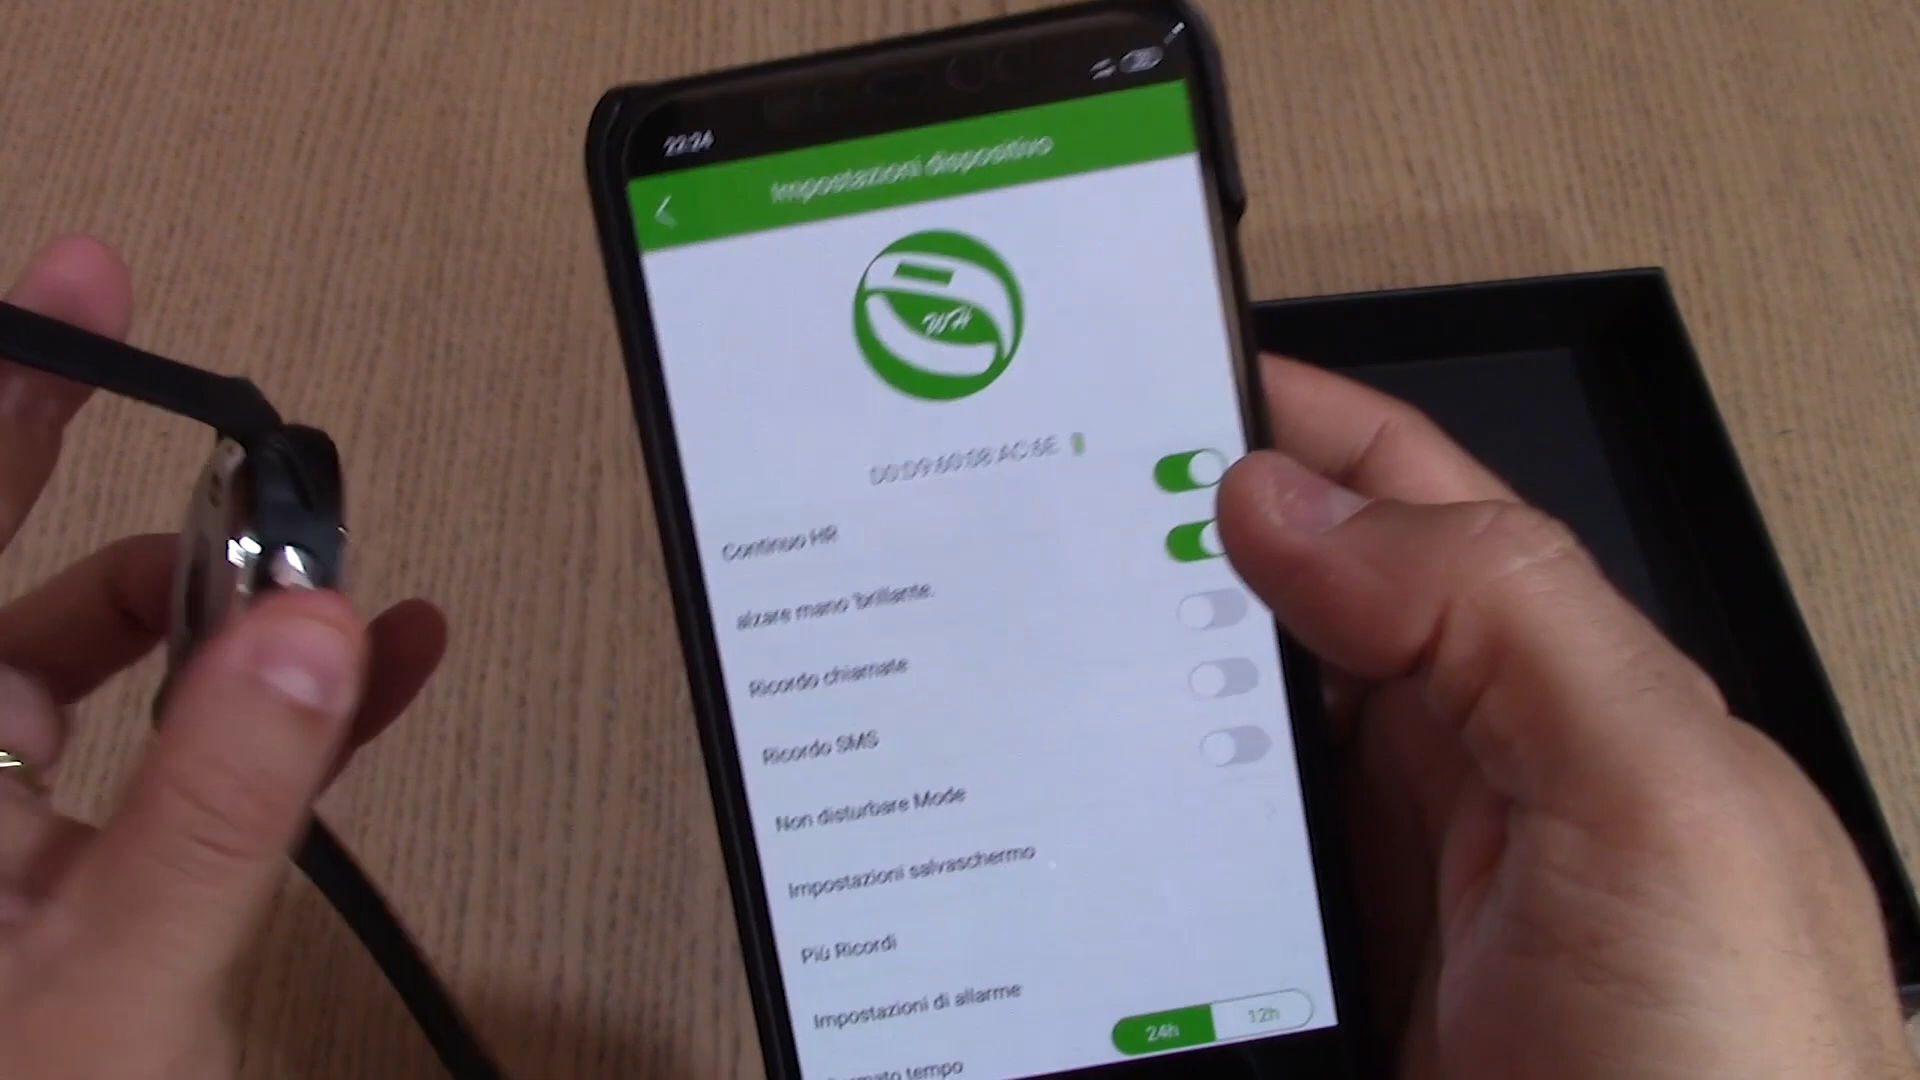 22:24
Impostazioni dispositivo
WH
Continuo HR
alzare mano "brillante.
Ricordo chiamate
Ricordo SMS
Non disturbare Mode
Impostazioni salvaschermo
Più Ricordi
Impostazioni di allarme
24h 12h
tempo